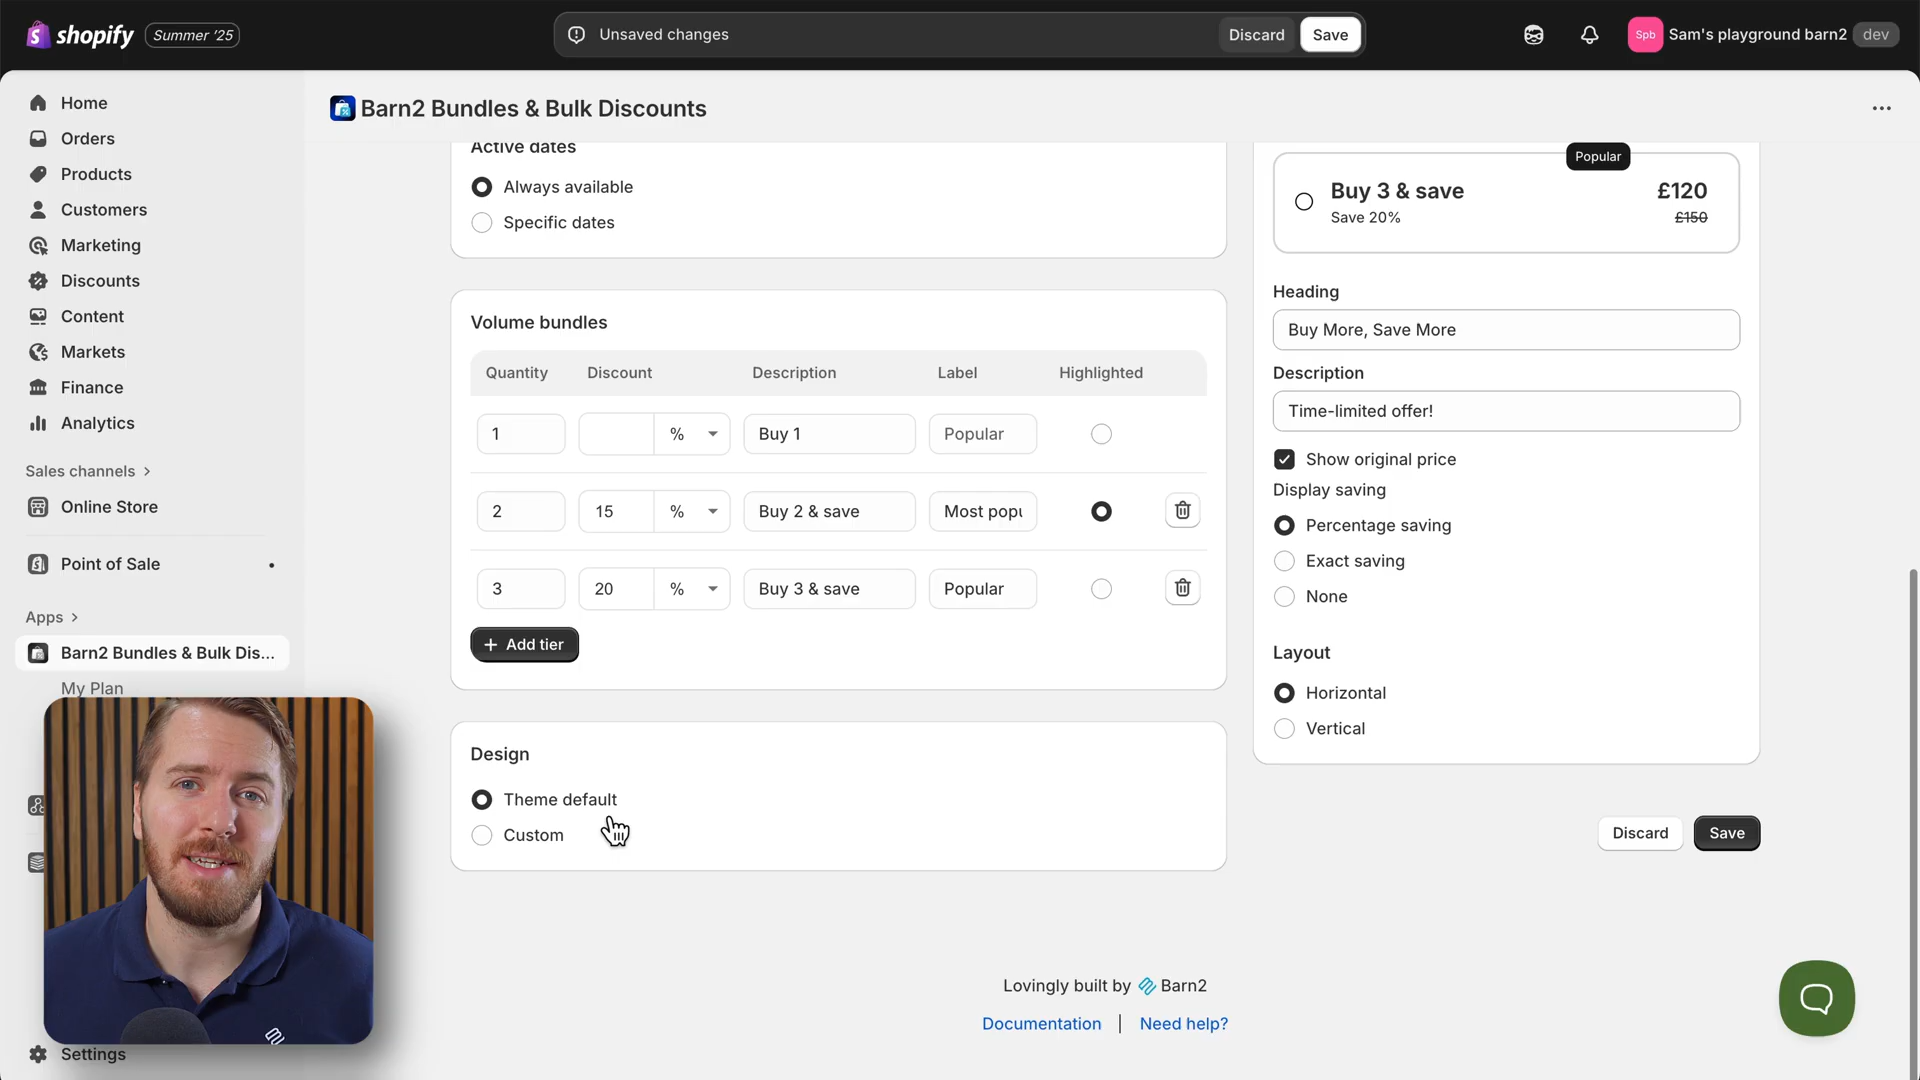 shopify
Summer '25
Unsaved changes
Discard
Save
Spb
Sam's playground barn2
dev
Home
Orders
Products
Customers
Marketing
Discounts
Content
Markets
Finance
Analytics
Sales channels
Online Store
Point of Sale
Apps
Barn2 Bundles & Bulk Dis...
My Plan
Settings
Barn2 Bundles & Bulk Discounts
Active dates
Always available
Specific dates
Volume bundles
Quantity Discount Description Label Highlighted
1 % Buy 1 Popular
2 15 % Buy 2 & save Most popu
3 20 % Buy 3 & save Popular
Add tier
Design
Theme default
Custom
Popular
Buy 3 & save £120
Save 20% £150
Heading
Buy More, Save More
Description
Time-limited offer!
Show original price
Display saving
Percentage saving
Exact saving
None
Layout
Horizontal
Vertical
Discard
Save
Lovingly built by Barn2
Documentation | Need help?